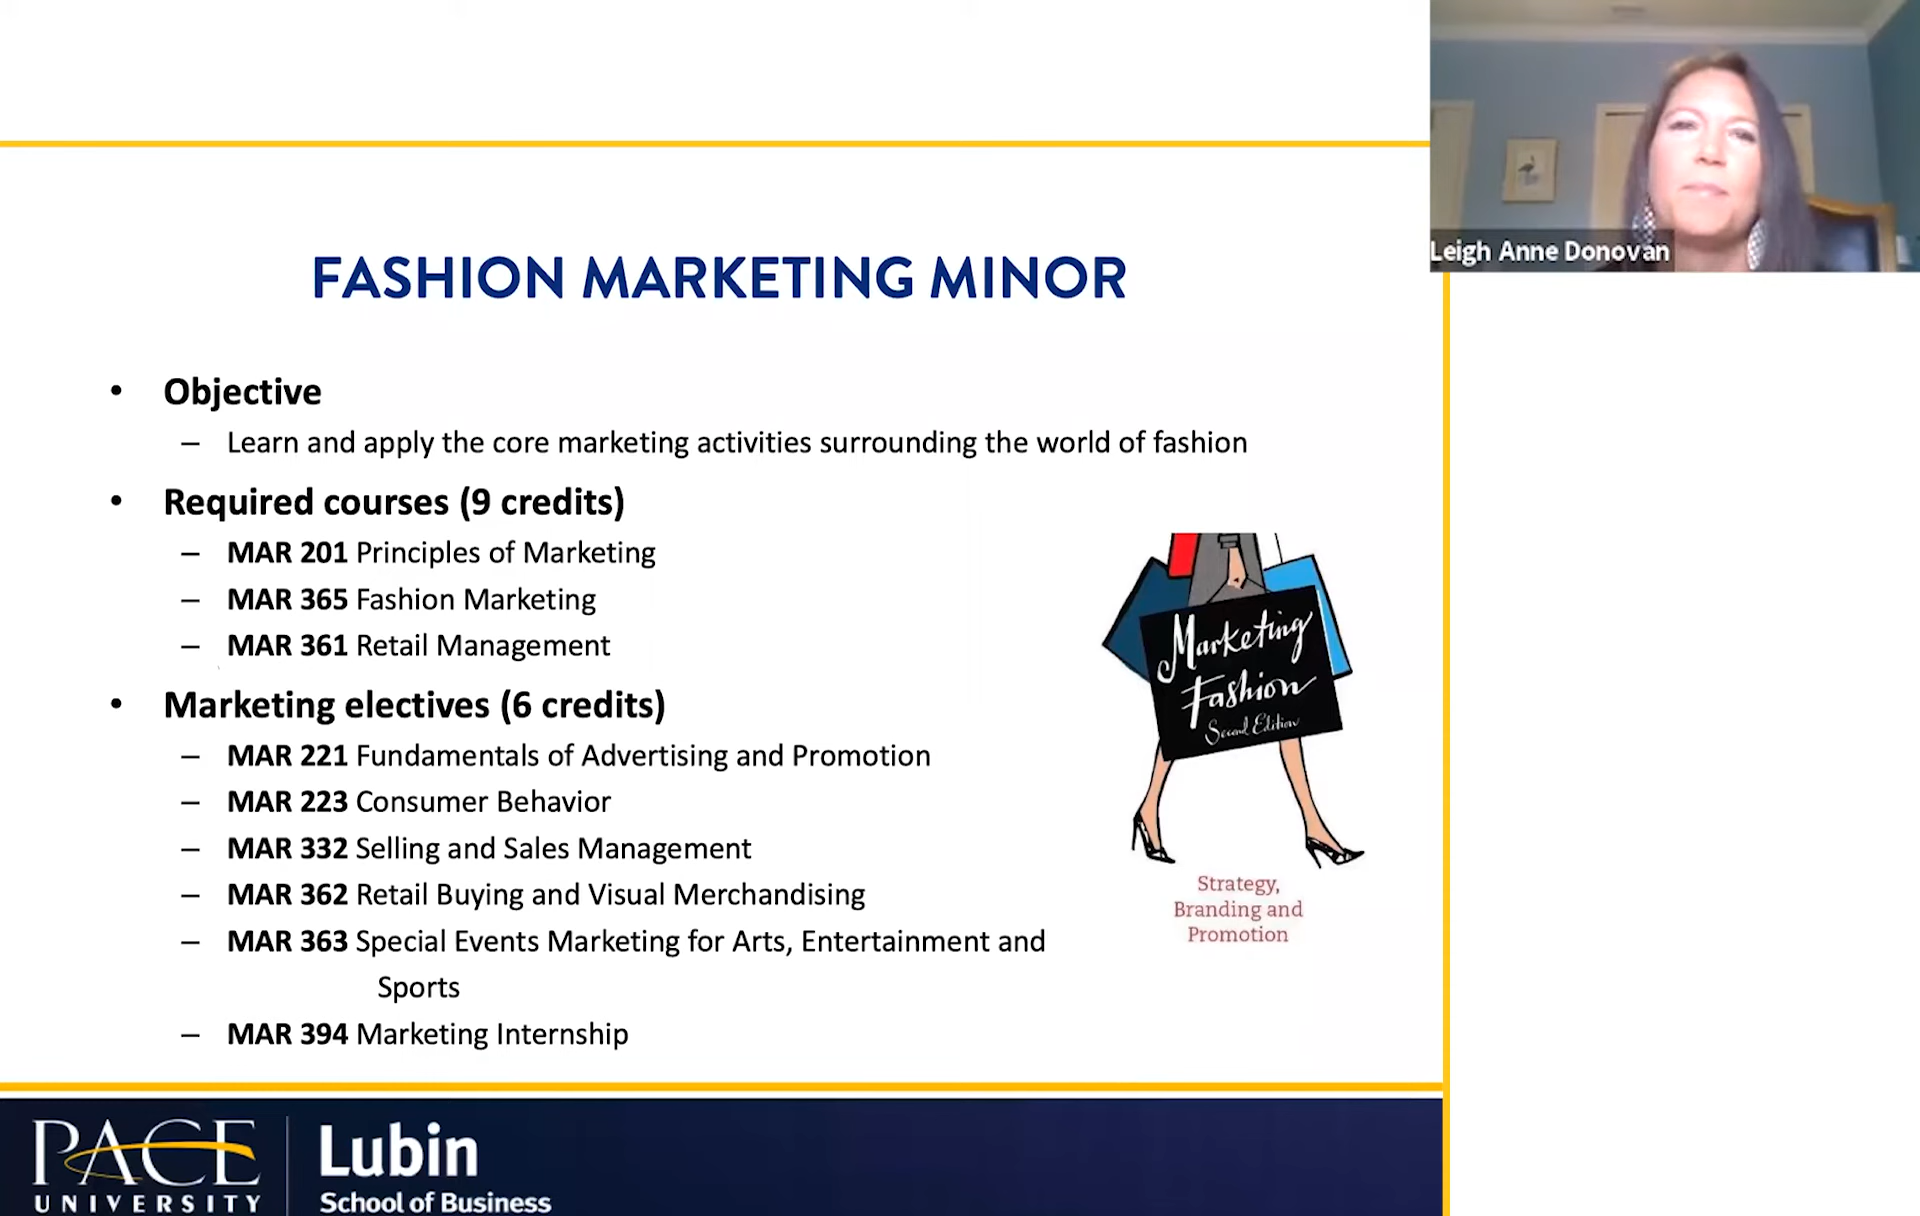 Leigh Anne Donovan
FASHION MARKETING MINOR
• Objective
– Learn and apply the core marketing activities surrounding the world of fashion
• Required courses (9 credits)
– MAR 201 Principles of Marketing
– MAR 365 Fashion Marketing
– MAR 361 Retail Management
• Marketing electives (6 credits)
– MAR 221 Fundamentals of Advertising and Promotion
– MAR 223 Consumer Behavior
– MAR 332 Selling and Sales Management
– MAR 362 Retail Buying and Visual Merchandising
– MAR 363 Special Events Marketing for Arts, Entertainment and
Sports
– MAR 394 Marketing Internship
Marketing
Fashion
Second Edition
Strategy,
Branding and
Promotion
PACE
UNIVERSITY
Lubin
School of Business